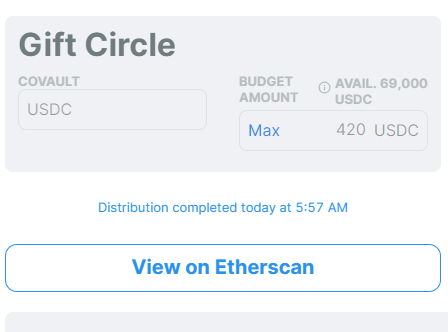 Gift Circle
COVAULT
USDC
BUDGET
AMOUNT
AVAIL. 69,000
USDC
Max 420 USDC
Distribution completed today at 5:57 AM
View on Etherscan